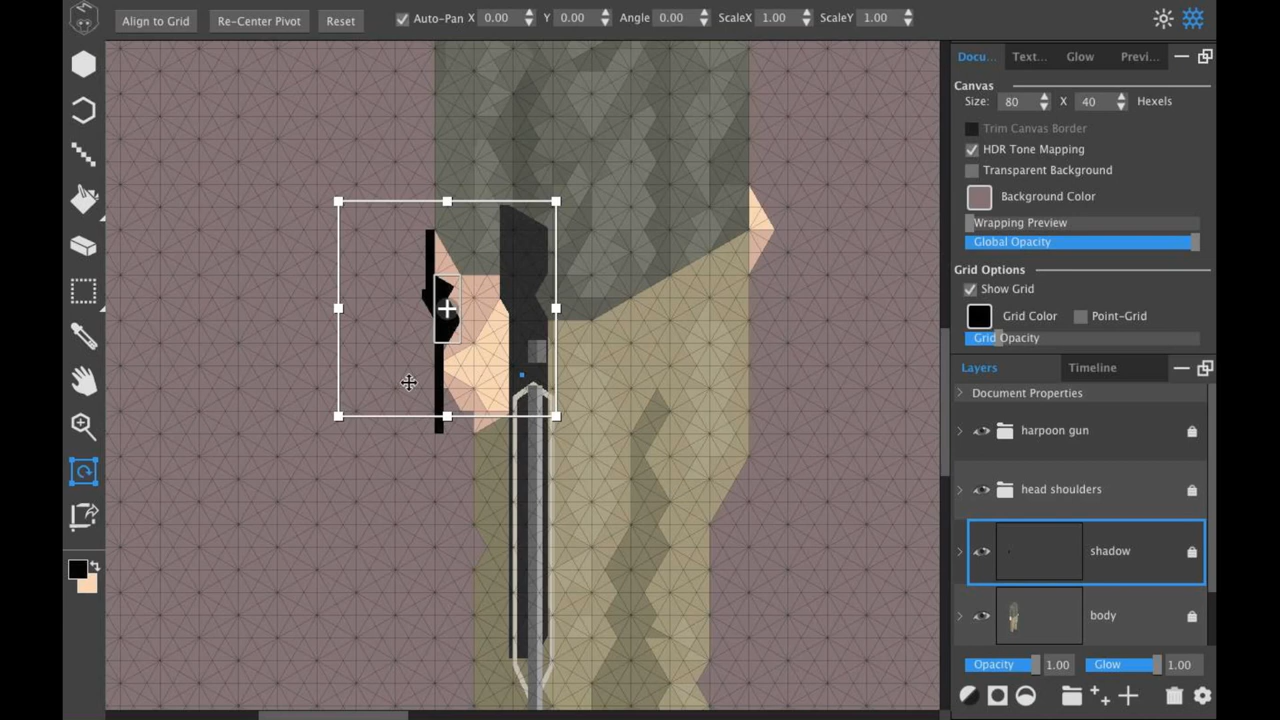 Align to Grid Re-Center Pivot Reset Auto-Pan X 0.00 Y 0.00 Angle 0.00 ScaleX 1.00 ScaleY 1.00
Docu... Text... Glow Previ...
Canvas
Size: 80 X 40 Hexels
Trim Canvas Border
HDR Tone Mapping
Transparent Background
Background Color
Wrapping Preview
Global Opacity
Grid Options
Show Grid
Grid Color Point-Grid
Grid Opacity
Layers Timeline
Document Properties
harpoon gun
head shoulders
shadow
body
Opacity 1.00 Glow 1.00